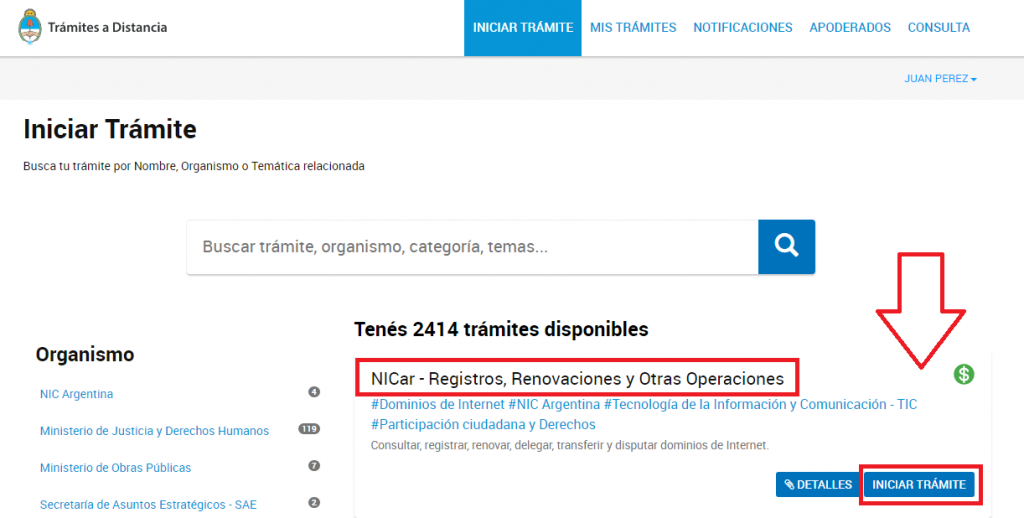 Trámites a Distancia
INICIAR TRÁMITE
MIS TRÁMITES
NOTIFICACIONES
APODERADOS
CONSULTA
JUAN PEREZ
Iniciar Trámite
Busca tu trámite por Nombre, Organismo o Temática relacionada
Buscar trámite, organismo, categoría, temas...
Organismo
NIC Argentina 4
Ministerio de Justicia y Derechos Humanos 119
Ministerio de Obras Públicas 7
Secretaría de Asuntos Estratégicos - SAE 2
Tenés 2414 trámites disponibles
NICar - Registros, Renovaciones y Otras Operaciones
$
#Dominios de Internet #NIC Argentina #Tecnología de la Información y Comunicación - TIC
#Participación ciudadana y Derechos
Consultar, registrar, renovar, delegar, transferir y disputar dominios de Internet.
DETALLES
INICIAR TRÁMITE